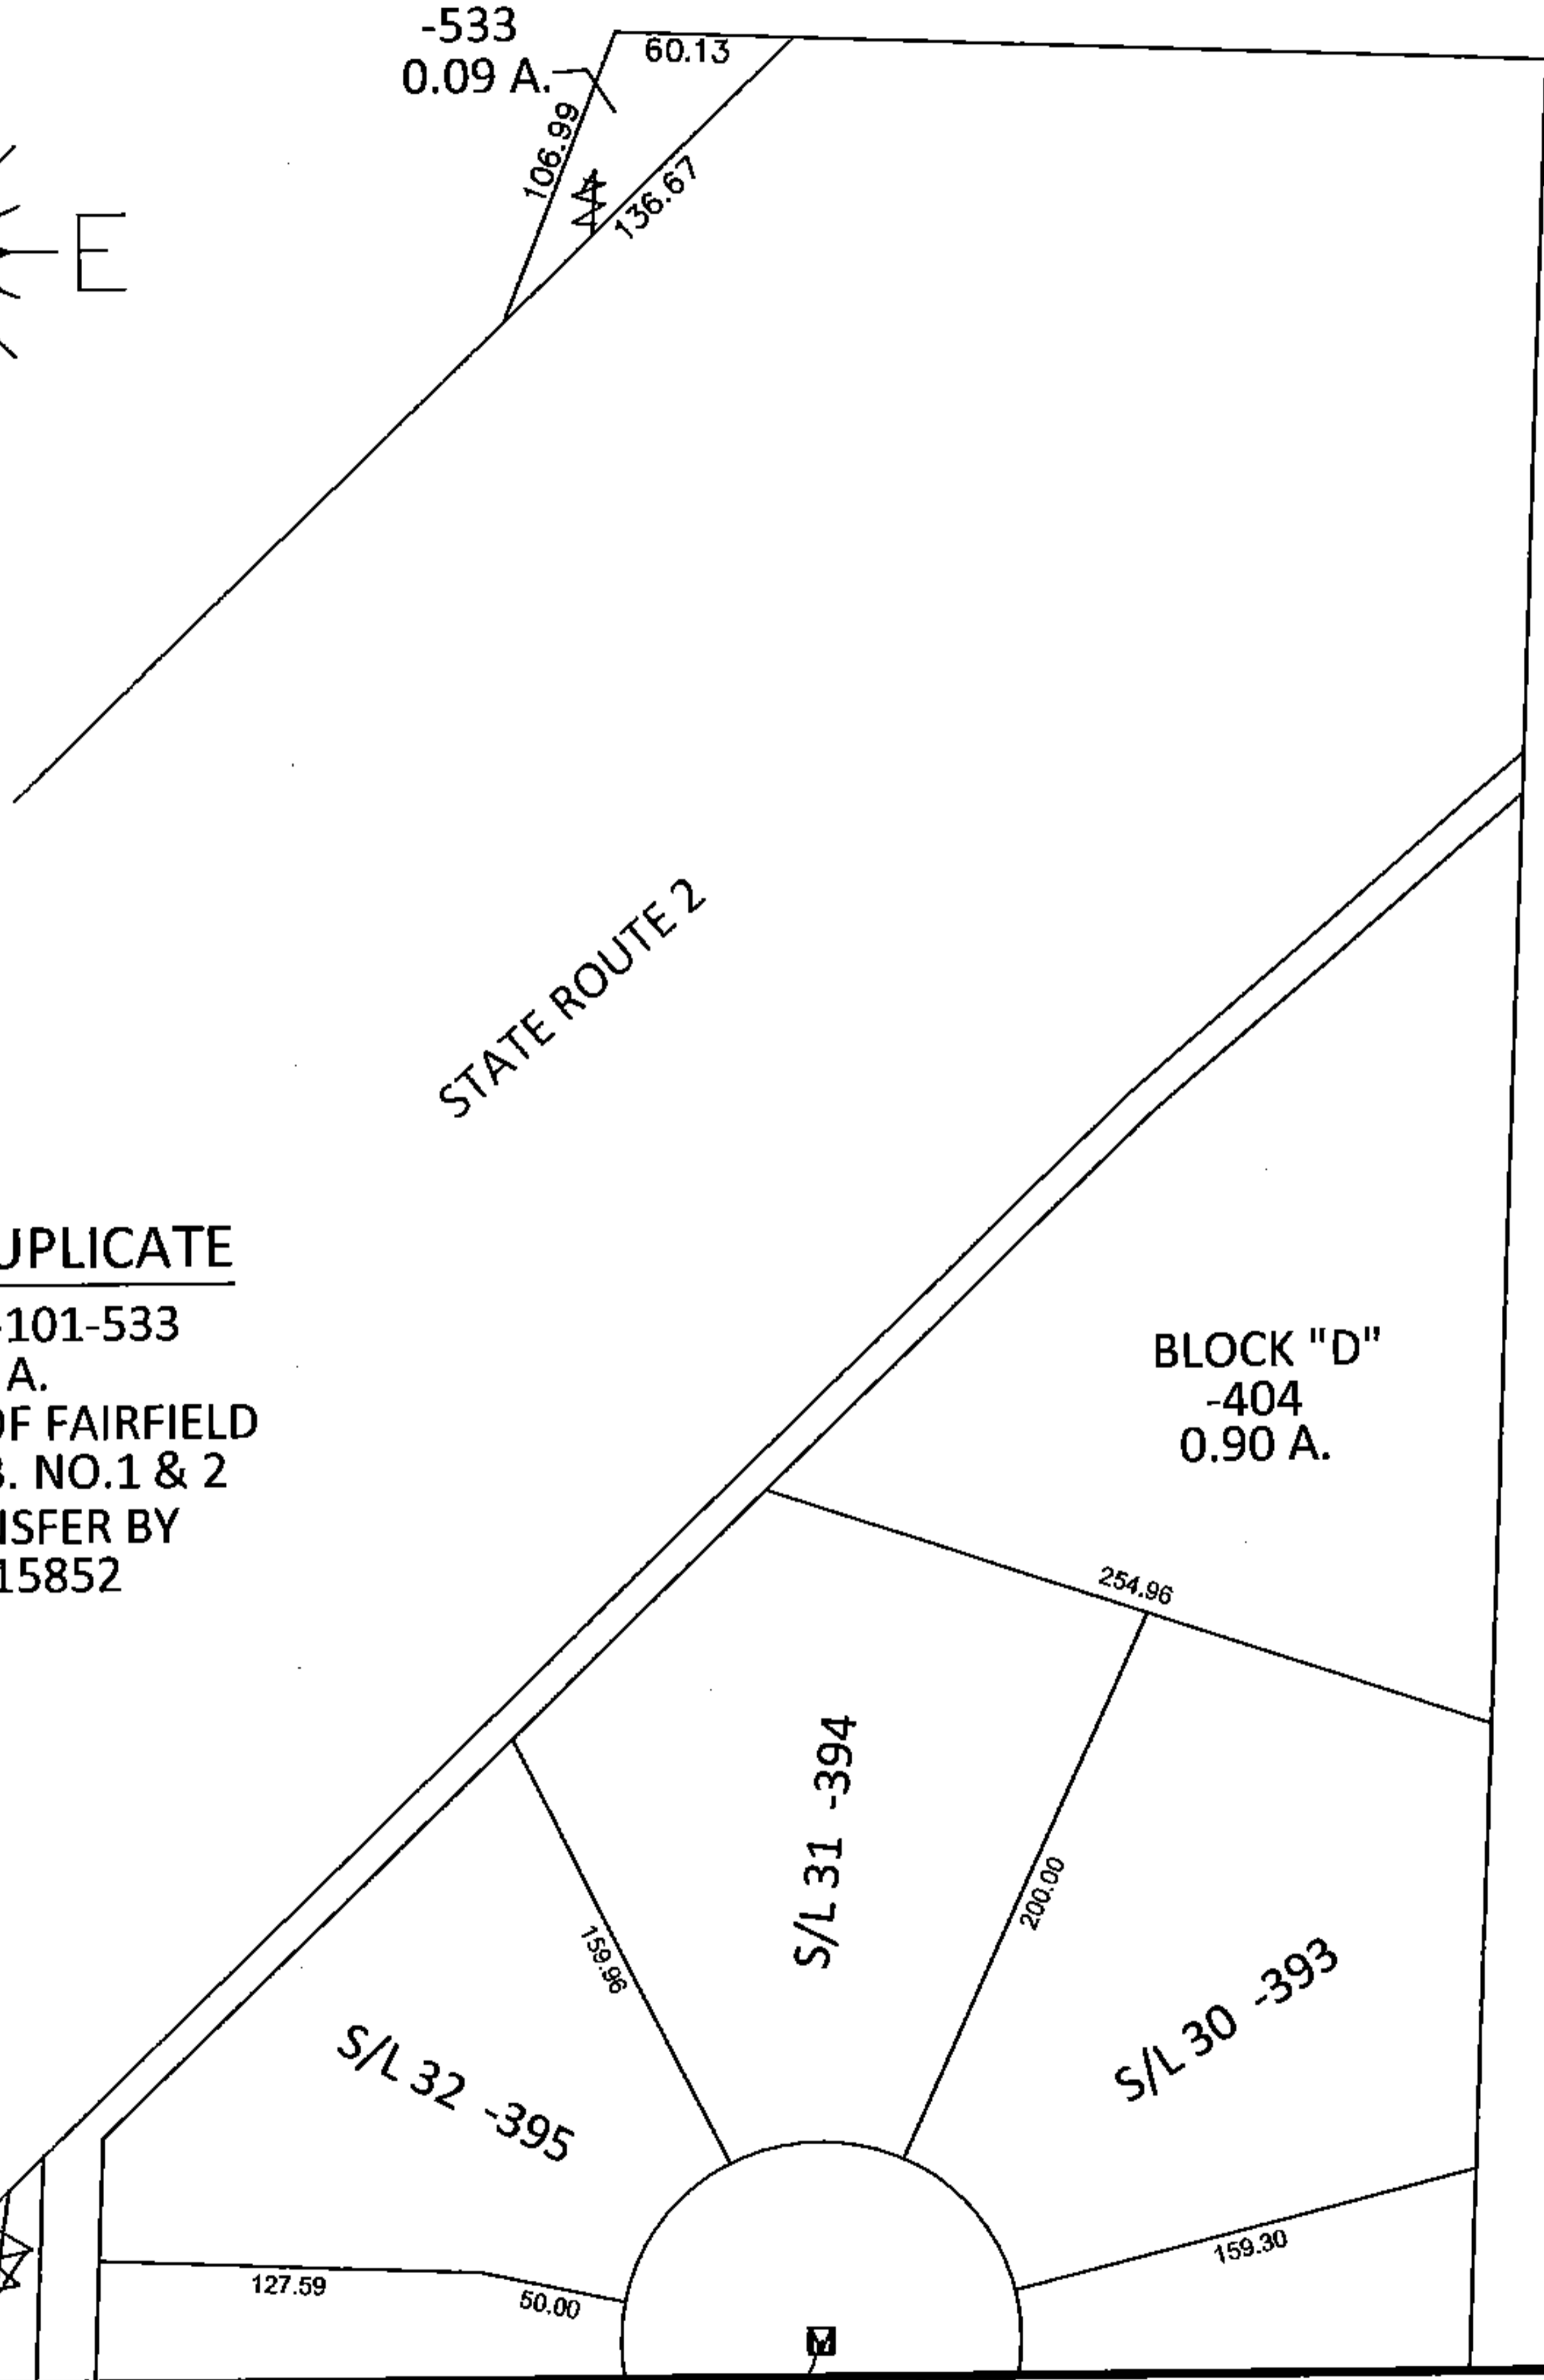 -533
0.09 A.
60.13
106.99
136.67
E
STATE ROUTE 2
UPLICATE
-101-533
A.
OF FAIRFIELD
. NO.1 & 2
NSFER BY
15852
BLOCK "D"
-404
0.90 A.
254.96
S/L 31 -394
200.00
159.96
S/L 30 -393
S/L 32 -395
159.30
127.59
50.00
M